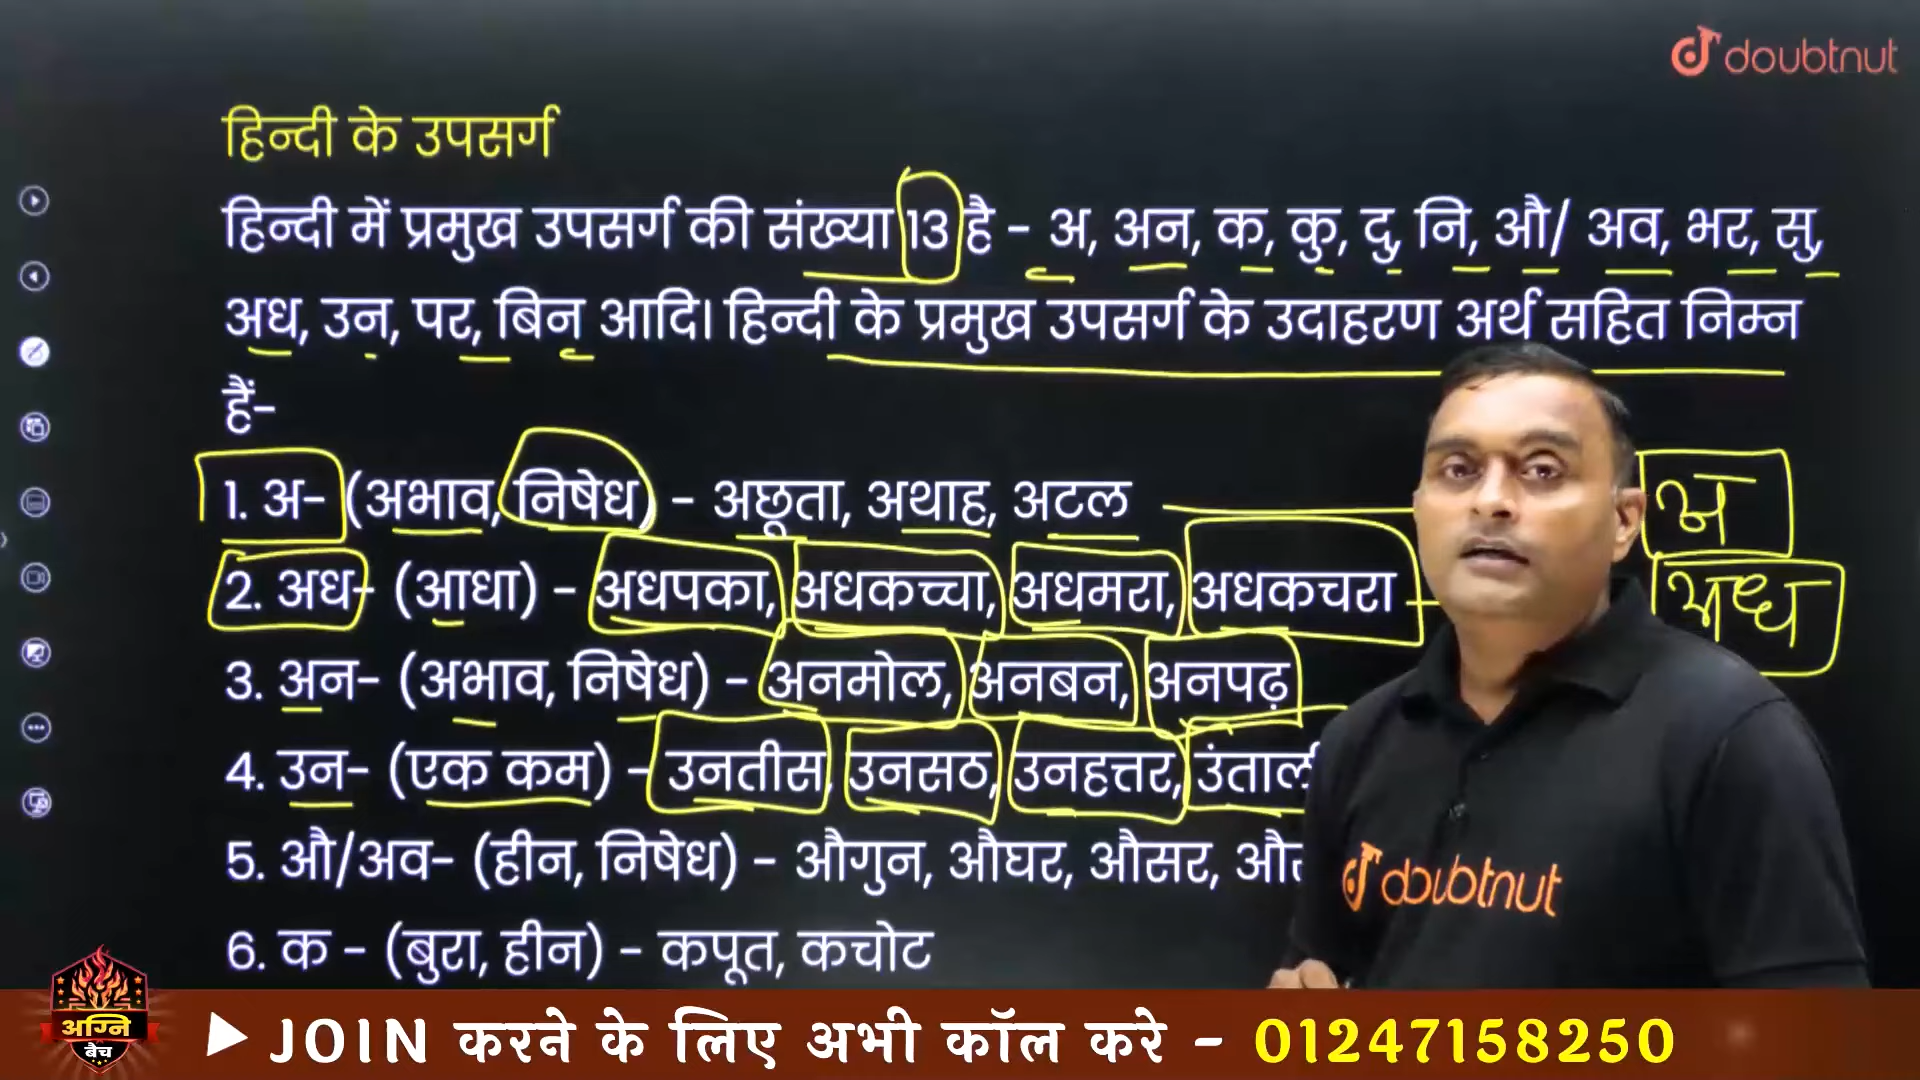 doubtnut
हिन्दी के उपसर्ग
हिन्दी में प्रमुख उपसर्ग की संख्या 13 है - अ, अन, क, कु, दु, नि, औ/ अव, भर, सु,
अध, उन, पर, बिन आदि। हिन्दी के प्रमुख उपसर्ग के उदाहरण अर्थ सहित निम्न
हैं-
1. अ- (अभाव, निषेध) - अछूता, अथाह, अटल
अ
2. अध- (आधा) - अधपका, अधकच्चा, अधमरा, अधकचरा
अध
3. अन- (अभाव, निषेध) - अनमोल, अनबन, अनपढ़
4. उन- (एक कम) - उनतीस, उनसठ, उनहत्तर,
5. औ/अव- (हीन, निषेध) - औगुन, औघर, औसर,
doubtnut
6. क - (बुरा, हीन) - कपूत, कचोट
अग्नि
बैच
JOIN करने के लिए अभी कॉल करे - 01247158250